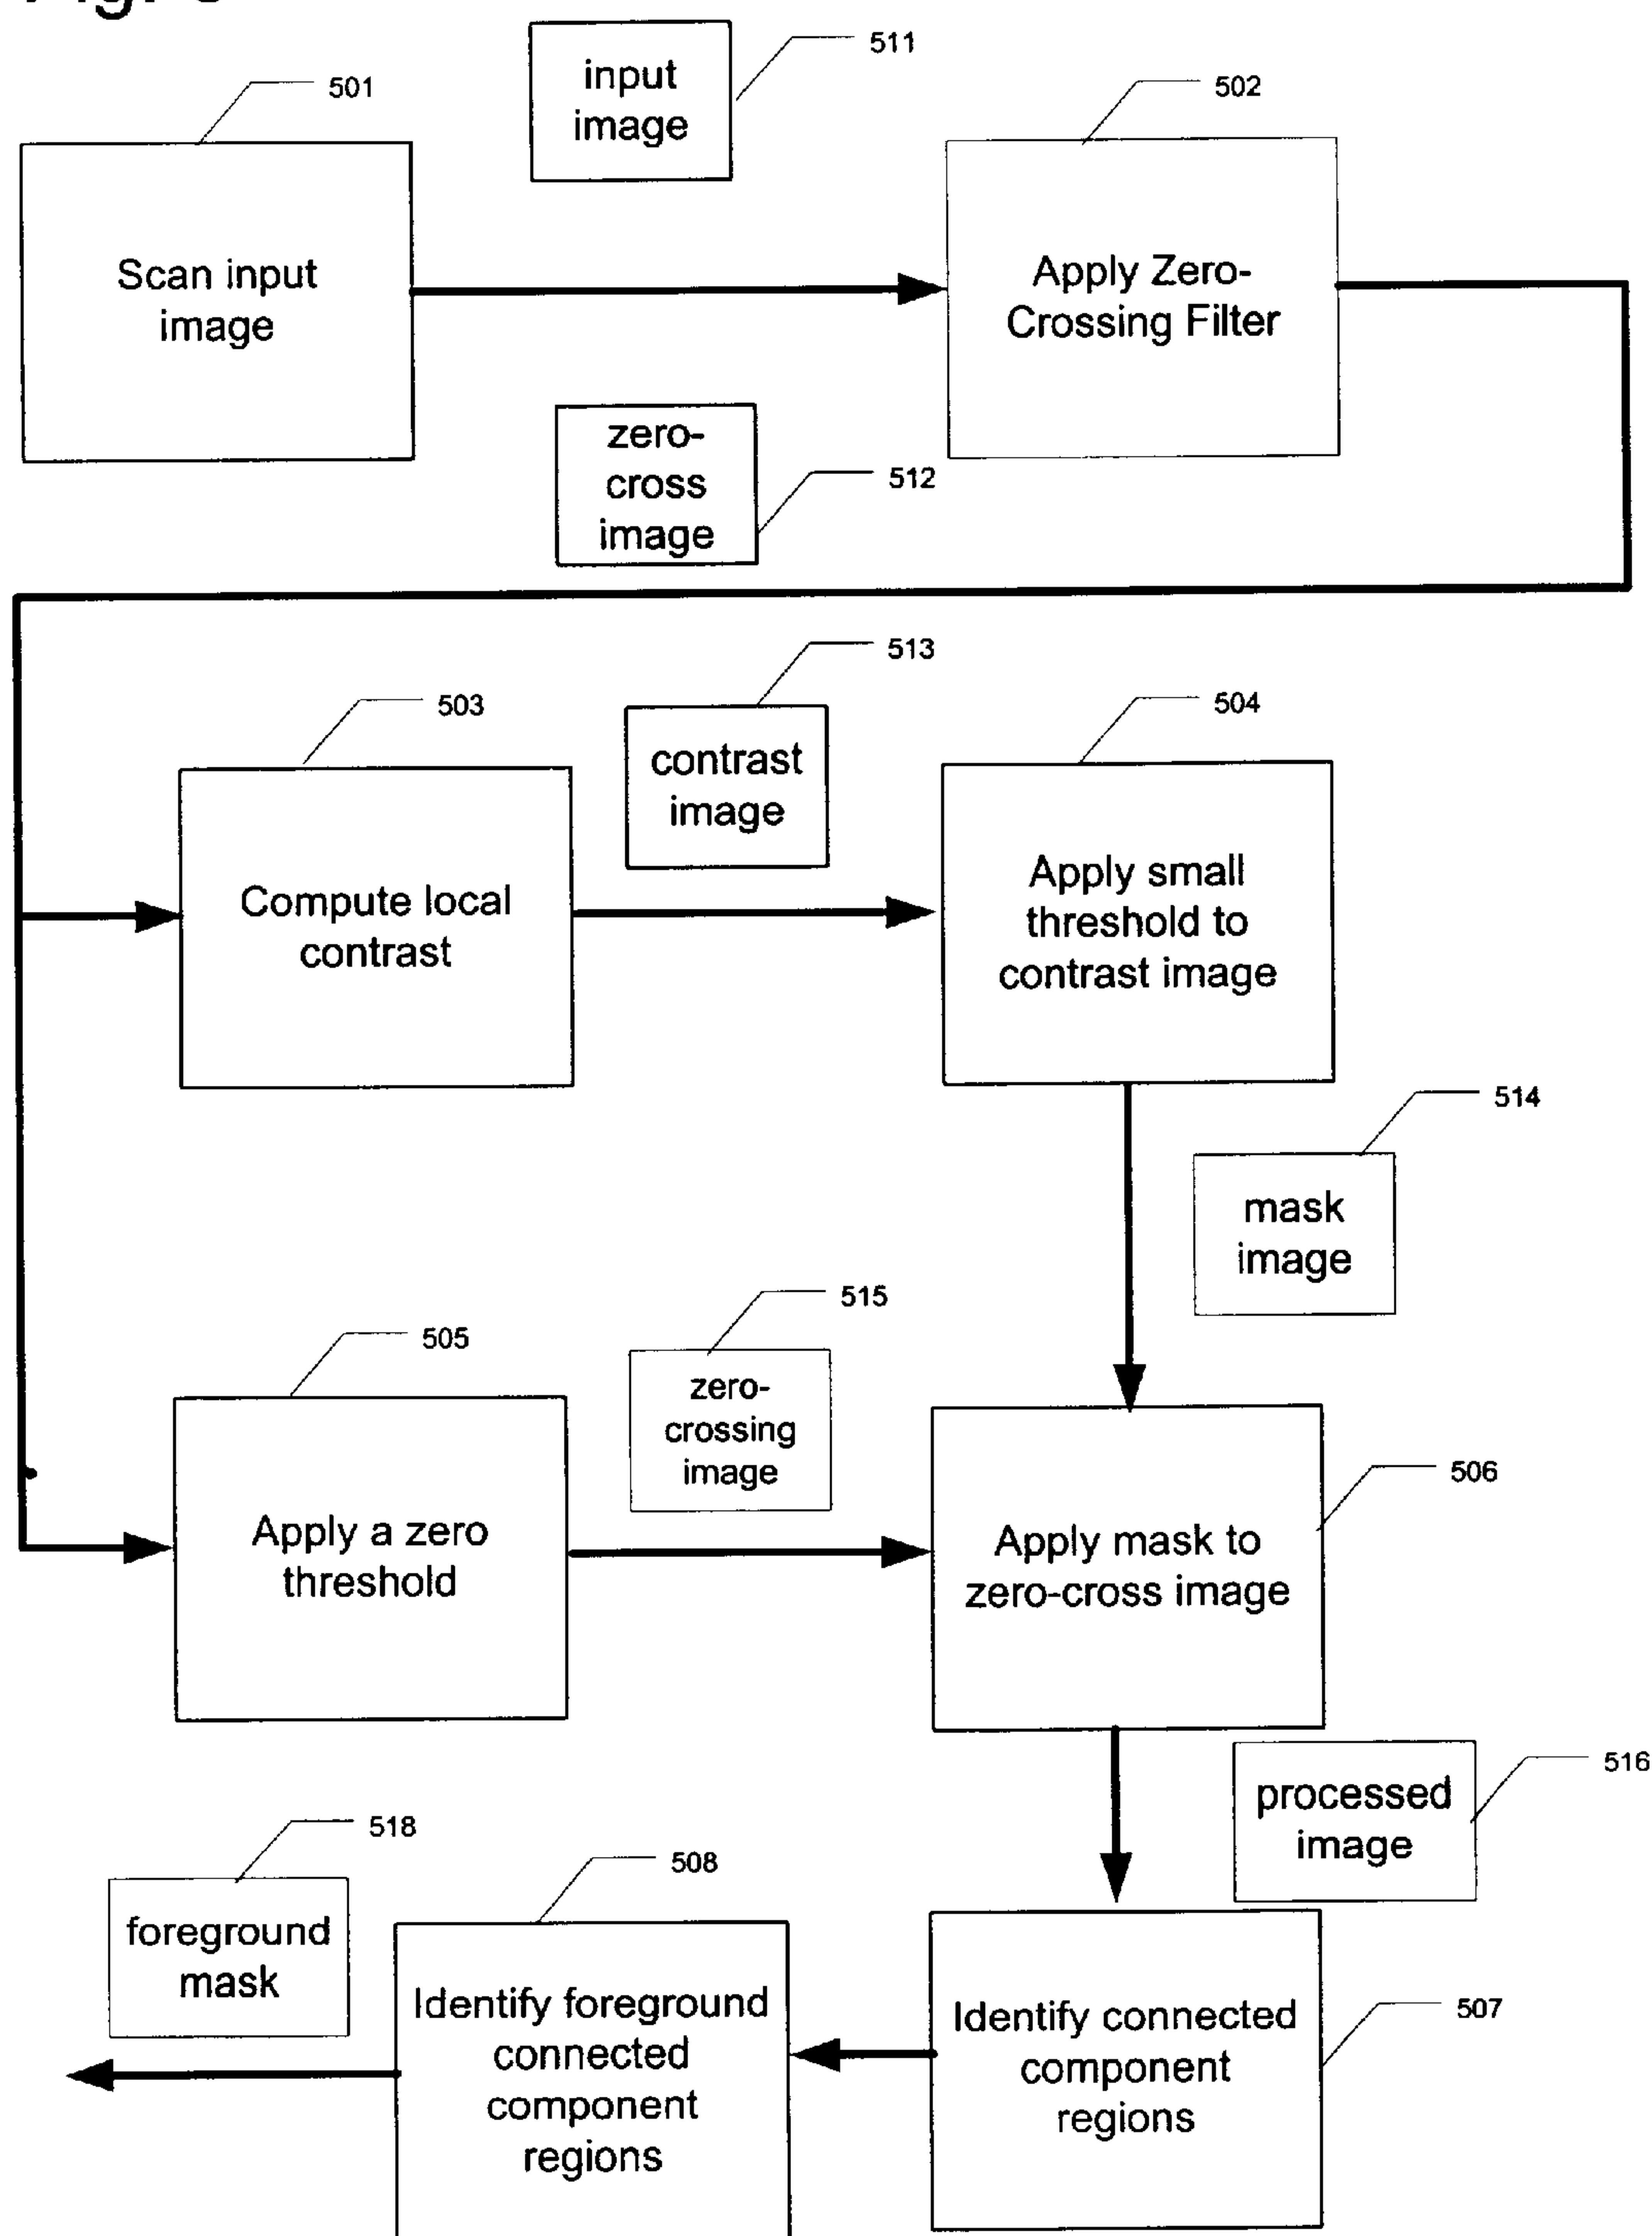 511
input
image
501
502
Scan input
image
Apply Zero-
Crossing Filter
zero-
cross
image
512
513
503
504
contrast
image
Compute local
contrast
Apply small
threshold to
contrast image
514
mask
image
515
505
zero-
crossing
image
506
Apply a zero
threshold
Apply mask to
zero-cross image
516
processed
image
518
508
foreground
mask
507
Identify foreground
connected
component
regions
Identify connected
component
regions